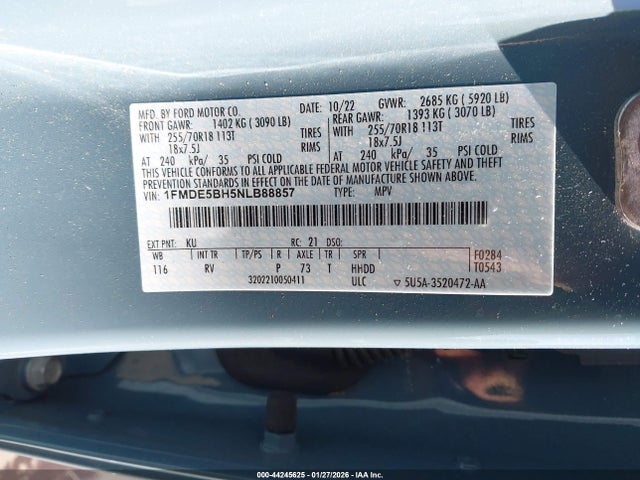 MFD. BY FORD MOTOR CO. 10/22 GVWR: 2685 KG ( 5920 LB)
FRONT GAWR: 1402 KG ( 3090 LB) REAR GAWR: 1393 KG ( 3070 LB)
WITH 255/70R18 113T TIRES WITH 255/70R18 113T TIRES
18x7.5J RIMS 18x7.5J RIMS
AT 240 kPa/ 35 PSI COLD AT 240 kPa/ 35 PSI COLD
THIS VEHICLE CONFORMS TO ALL APPLICABLE FEDERAL MOTOR VEHICLE SAFETY AND THEFT
PREVENTION STANDARDS IN EFFECT ON THE DATE OF MANUFACTURE SHOWN ABOVE.
VIN: 1FMDE5BH5NLB88857 TYPE: MPV
EXT PNT: KU RC: 21 DSO:
WB INT TR TP/PS R AXLE TR SPR F0284
116 RV P 73 T HHDD T0543
3202210050411 ULC ▽ 5U5A-3520472-AA
000-44245625 - 01/27/2026 - IAA Inc.